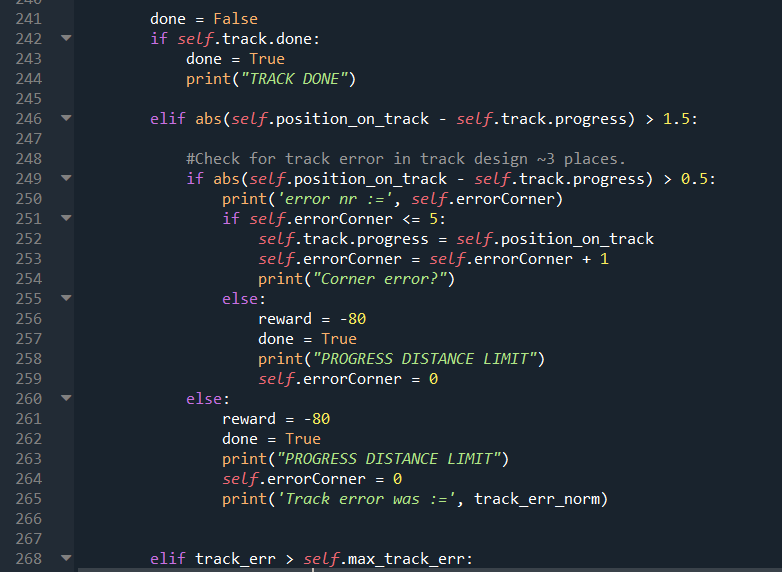 241 done = False
242 if self.track.done:
243 done = True
244 print("TRACK DONE")
245
246 elif abs(self.position_on_track - self.track.progress) > 1.5:
247
248 #Check for track error in track design ~3 places.
249 if abs(self.position_on_track - self.track.progress) > 0.5:
250 print('error nr :=', self.errorCorner)
251 if self.errorCorner <= 5:
252 self.track.progress = self.position_on_track
253 self.errorCorner = self.errorCorner + 1
254 print("Corner error?")
255 else:
256 reward = -80
257 done = True
258 print("PROGRESS DISTANCE LIMIT")
259 self.errorCorner = 0
260 else:
261 reward = -80
262 done = True
263 print("PROGRESS DISTANCE LIMIT")
264 self.errorCorner = 0
265 print('Track error was :=', track_err_norm)
266
267
268 elif track_err > self.max_track_err: